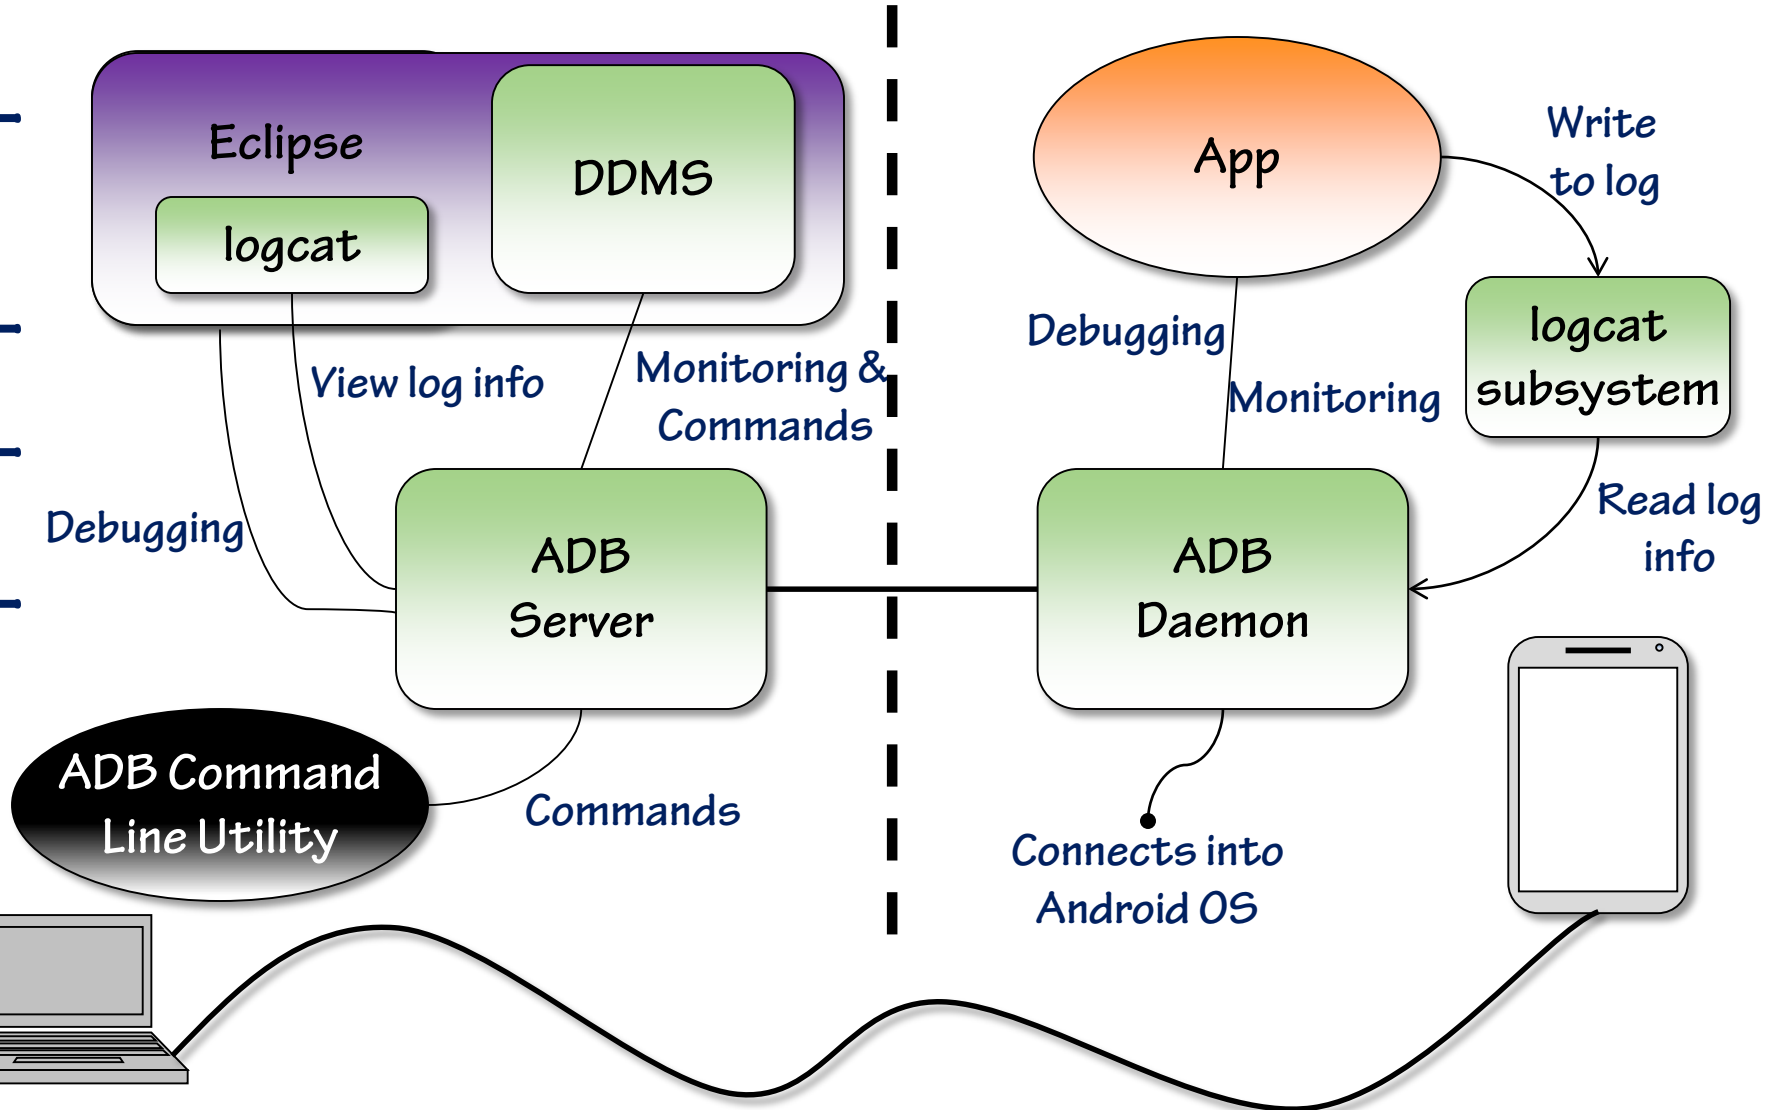 Eclipse
DDMS
logcat
View log info
Monitoring &
Commands
Debugging
ADB
Server
ADB Command
Line Utility
Commands
App
Write
to log
Debugging
Monitoring
logcat
subsystem
Read log
info
ADB
Daemon
Connects into
Android OS